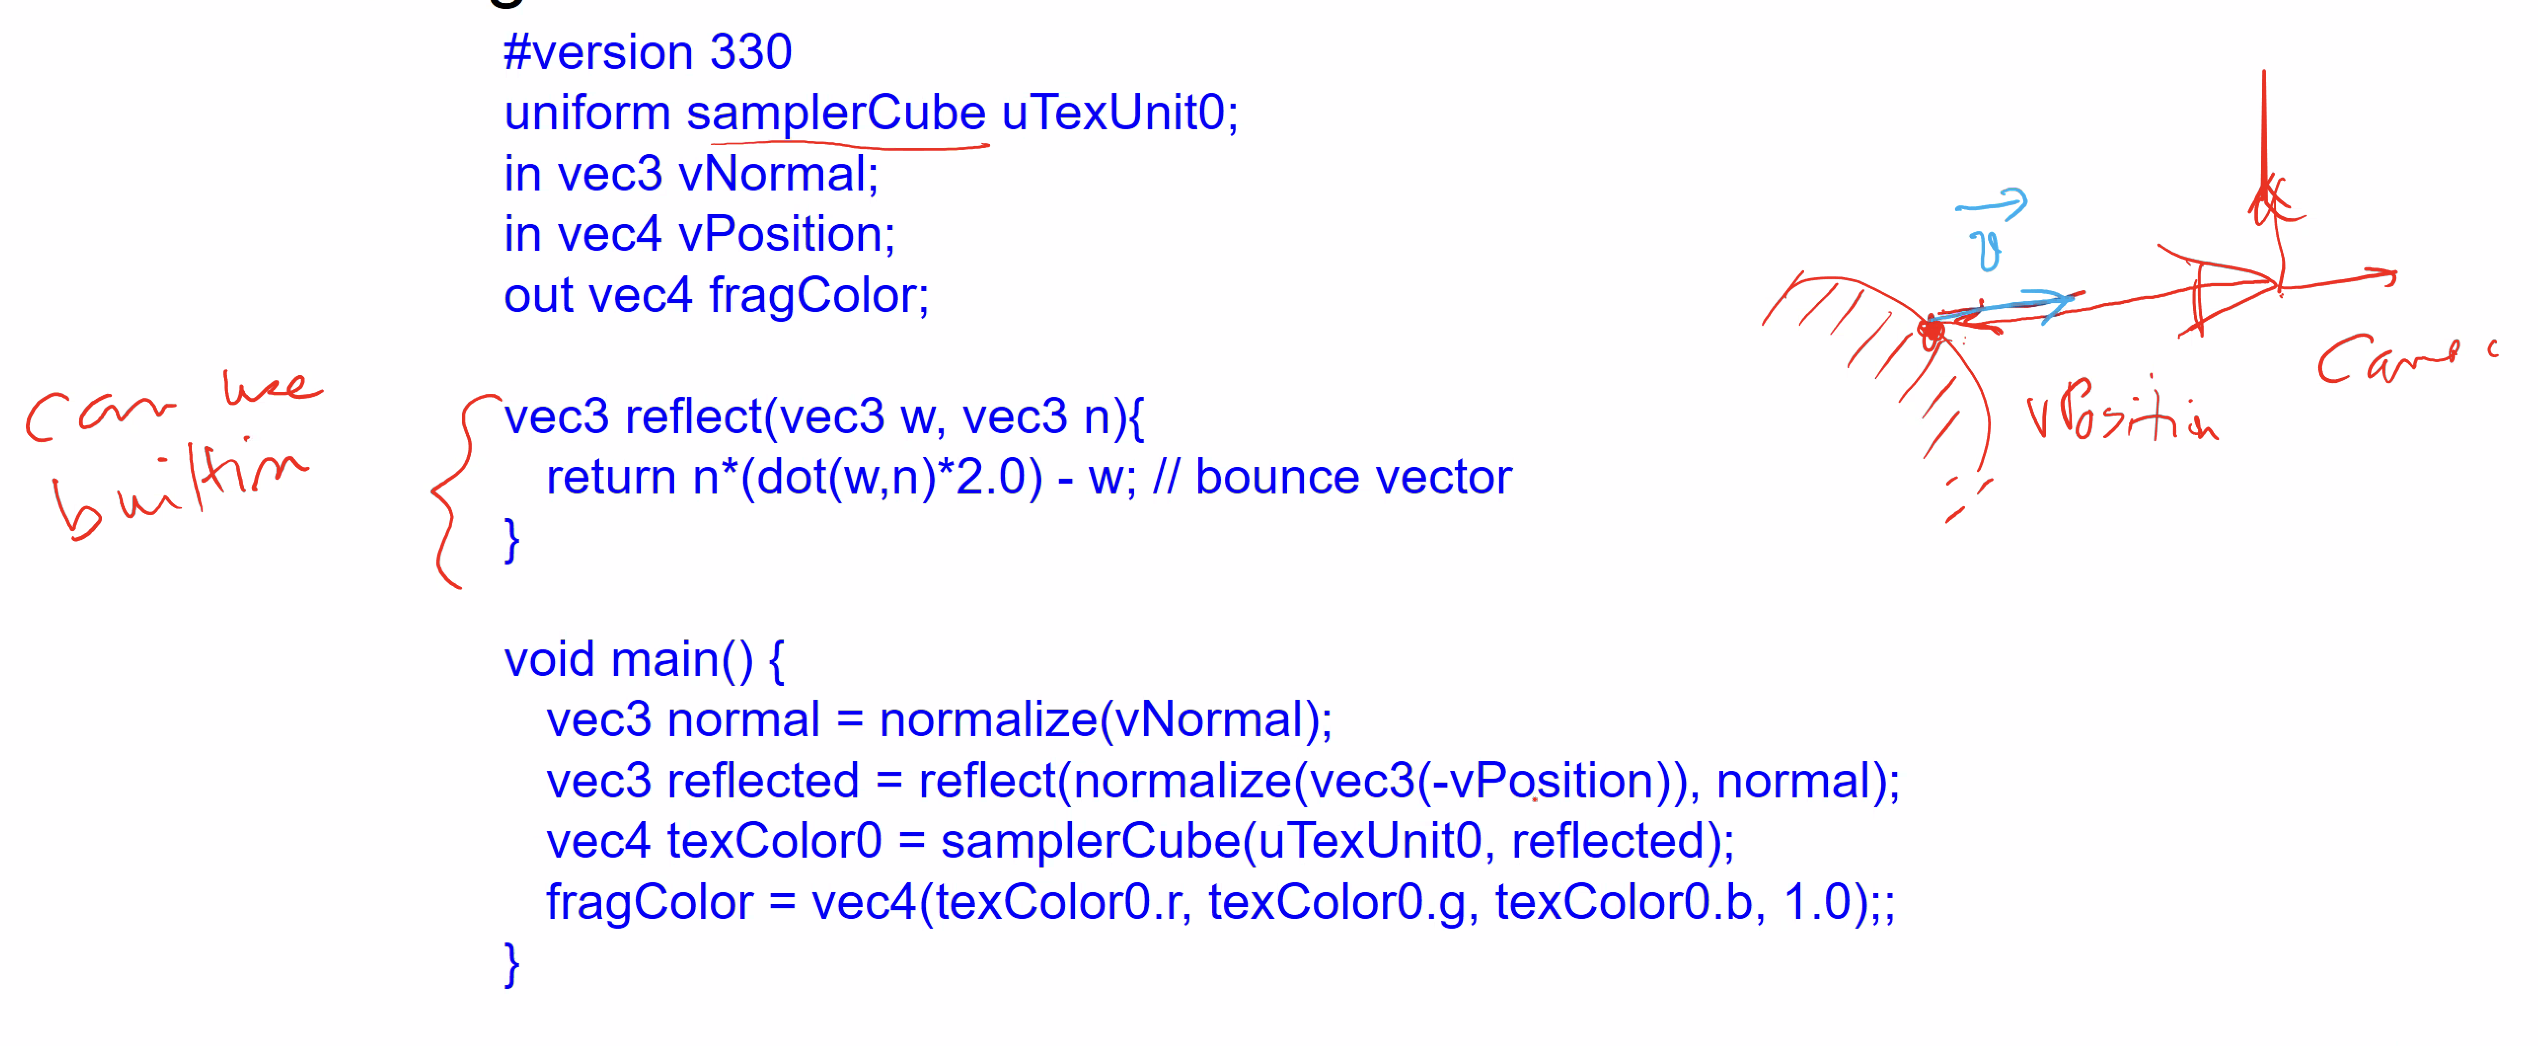 #version 330
uniform samplerCube uTexUnit0;
in vec3 vNormal;
in vec4 vPosition;
out vec4 fragColor;
can use
builtin
vec3 reflect(vec3 w, vec3 n){
return n*(dot(w,n)*2.0) - w; // bounce vector
}
void main() {
vec3 normal = normalize(vNormal);
vec3 reflected = reflect(normalize(vec3(-vPosition)), normal);
vec4 texColor0 = samplerCube(uTexUnit0, reflected);
fragColor = vec4(texColor0.r, texColor0.g, texColor0.b, 1.0);;
}
v
vPosition